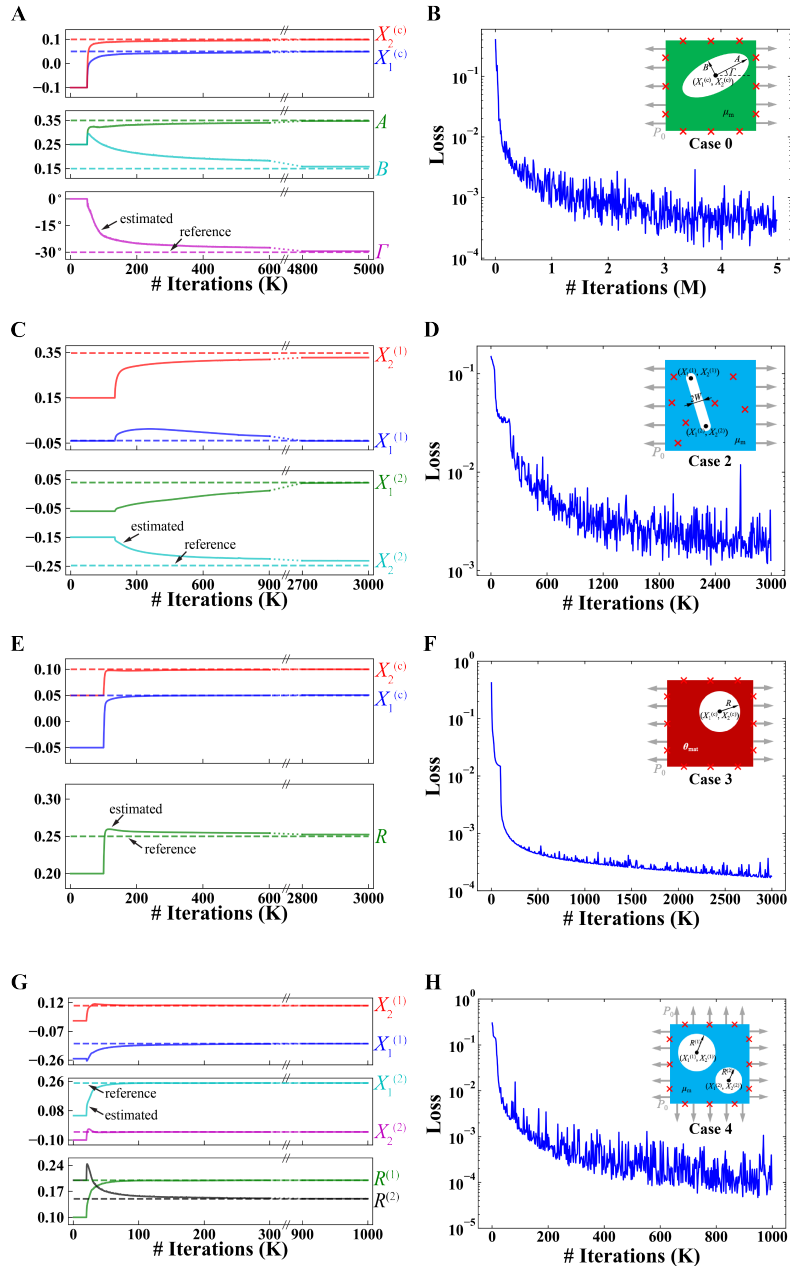 A
0.1
0.0
−0.1
X₂⁽ᶜ⁾
X₁⁽ᶜ⁾
0.35
0.25
0.15
A
B
0°
-15°
-30°
estimated
reference
Γ
0 200 400 600 4800 5000
# Iterations (K)
B
10⁻¹
10⁻²
10⁻³
10⁻⁴
Loss
B A
Γ
(X₁⁽ᶜ⁾, X₂⁽ᶜ⁾)
μₘ
P₀
Case 0
0 1 2 3 4 5
# Iterations (M)
C
0.35
0.15
−0.05
X₂⁽¹⁾
X₁⁽¹⁾
0.05
−0.05
−0.15
−0.25
estimated
reference
X₁⁽²⁾
X₂⁽²⁾
0 300 600 900 2700 3000
# Iterations (K)
D
10⁻¹
10⁻²
10⁻³
Loss
(X₁⁽¹⁾, X₂⁽¹⁾)
2W
(X₁⁽²⁾, X₂⁽²⁾)
μₘ
P₀
Case 2
0 600 1200 1800 2400 3000
# Iterations (K)
E
0.10
0.05
0.00
−0.05
X₂⁽ᶜ⁾
X₁⁽ᶜ⁾
0.30
0.25
0.20
estimated
reference
R
0 200 400 600 2800 3000
# Iterations (K)
F
10⁰
10⁻¹
10⁻²
10⁻³
10⁻⁴
Loss
R
(X₁⁽ᶜ⁾, X₂⁽ᶜ⁾)
θₘₐₜ
P₀
Case 3
0 500 1000 1500 2000 2500 3000
# Iterations (K)
G
0.12
−0.07
−0.26
X₂⁽¹⁾
X₁⁽¹⁾
0.26
0.08
−0.10
reference
estimated
X₁⁽²⁾
X₂⁽²⁾
0.24
0.17
0.10
R⁽¹⁾
R⁽²⁾
0 100 200 300 900 1000
# Iterations (K)
H
10⁰
10⁻¹
10⁻²
10⁻³
10⁻⁴
10⁻⁵
Loss
P₀
R⁽¹⁾
(X₁⁽¹⁾, X₂⁽¹⁾)
R⁽²⁾
μₘ
(X₁⁽²⁾, X₂⁽²⁾)
P₀
Case 4
0 200 400 600 800 1000
# Iterations (K)